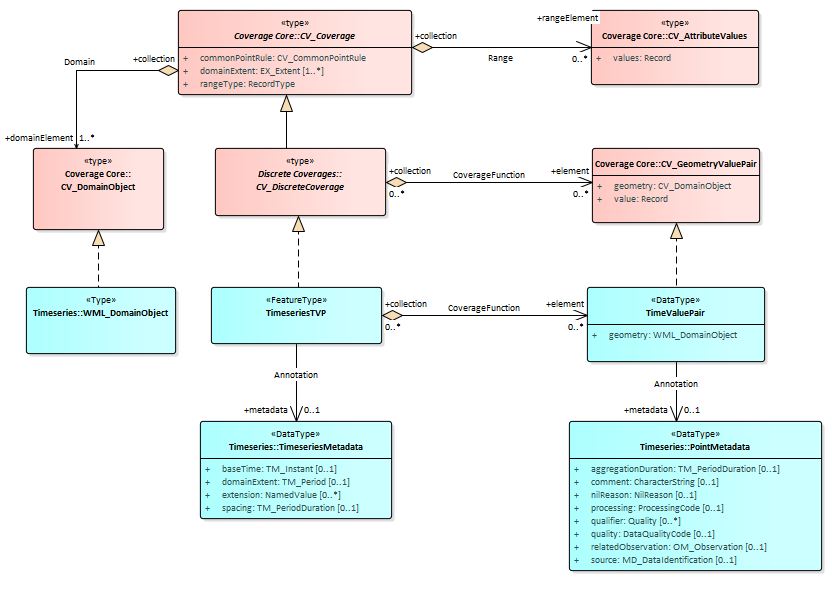 «type»
Coverage Core::CV_Coverage
+ commonPointRule: CV_CommonPointRule
+ domainExtent: EX_Extent [1..*]
+ rangeType: RecordType
+collection
+rangeElement
Range
0..*
«type»
Coverage Core::CV_AttributeValues
+ values: Record
Domain
+collection
+domainElement
1..*
«type»
Coverage Core::
CV_DomainObject
«type»
Discrete Coverages::
CV_DiscreteCoverage
+collection
0..*
CoverageFunction
+element
0..*
Coverage Core::CV_GeometryValuePair
+ geometry: CV_DomainObject
+ value: Record
«Type»
Timeseries::WML_DomainObject
«FeatureType»
TimeseriesTVP
+collection
0..*
CoverageFunction
+element
0..*
«DataType»
TimeValuePair
+ geometry: WML_DomainObject
Annotation
+metadata
0..1
Annotation
+metadata
0..1
«DataType»
Timeseries::TimeseriesMetadata
+ baseTime: TM_Instant [0..1]
+ domainExtent: TM_Period [0..1]
+ extension: NamedValue [0..*]
+ spacing: TM_PeriodDuration [0..1]
«DataType»
Timeseries::PointMetadata
+ aggregationDuration: TM_PeriodDuration [0..1]
+ comment: CharacterString [0..1]
+ nilReason: NilReason [0..1]
+ processing: ProcessingCode [0..1]
+ qualifier: Quality [0..*]
+ quality: DataQualityCode [0..1]
+ relatedObservation: OM_Observation [0..1]
+ source: MD_DataIdentification [0..1]